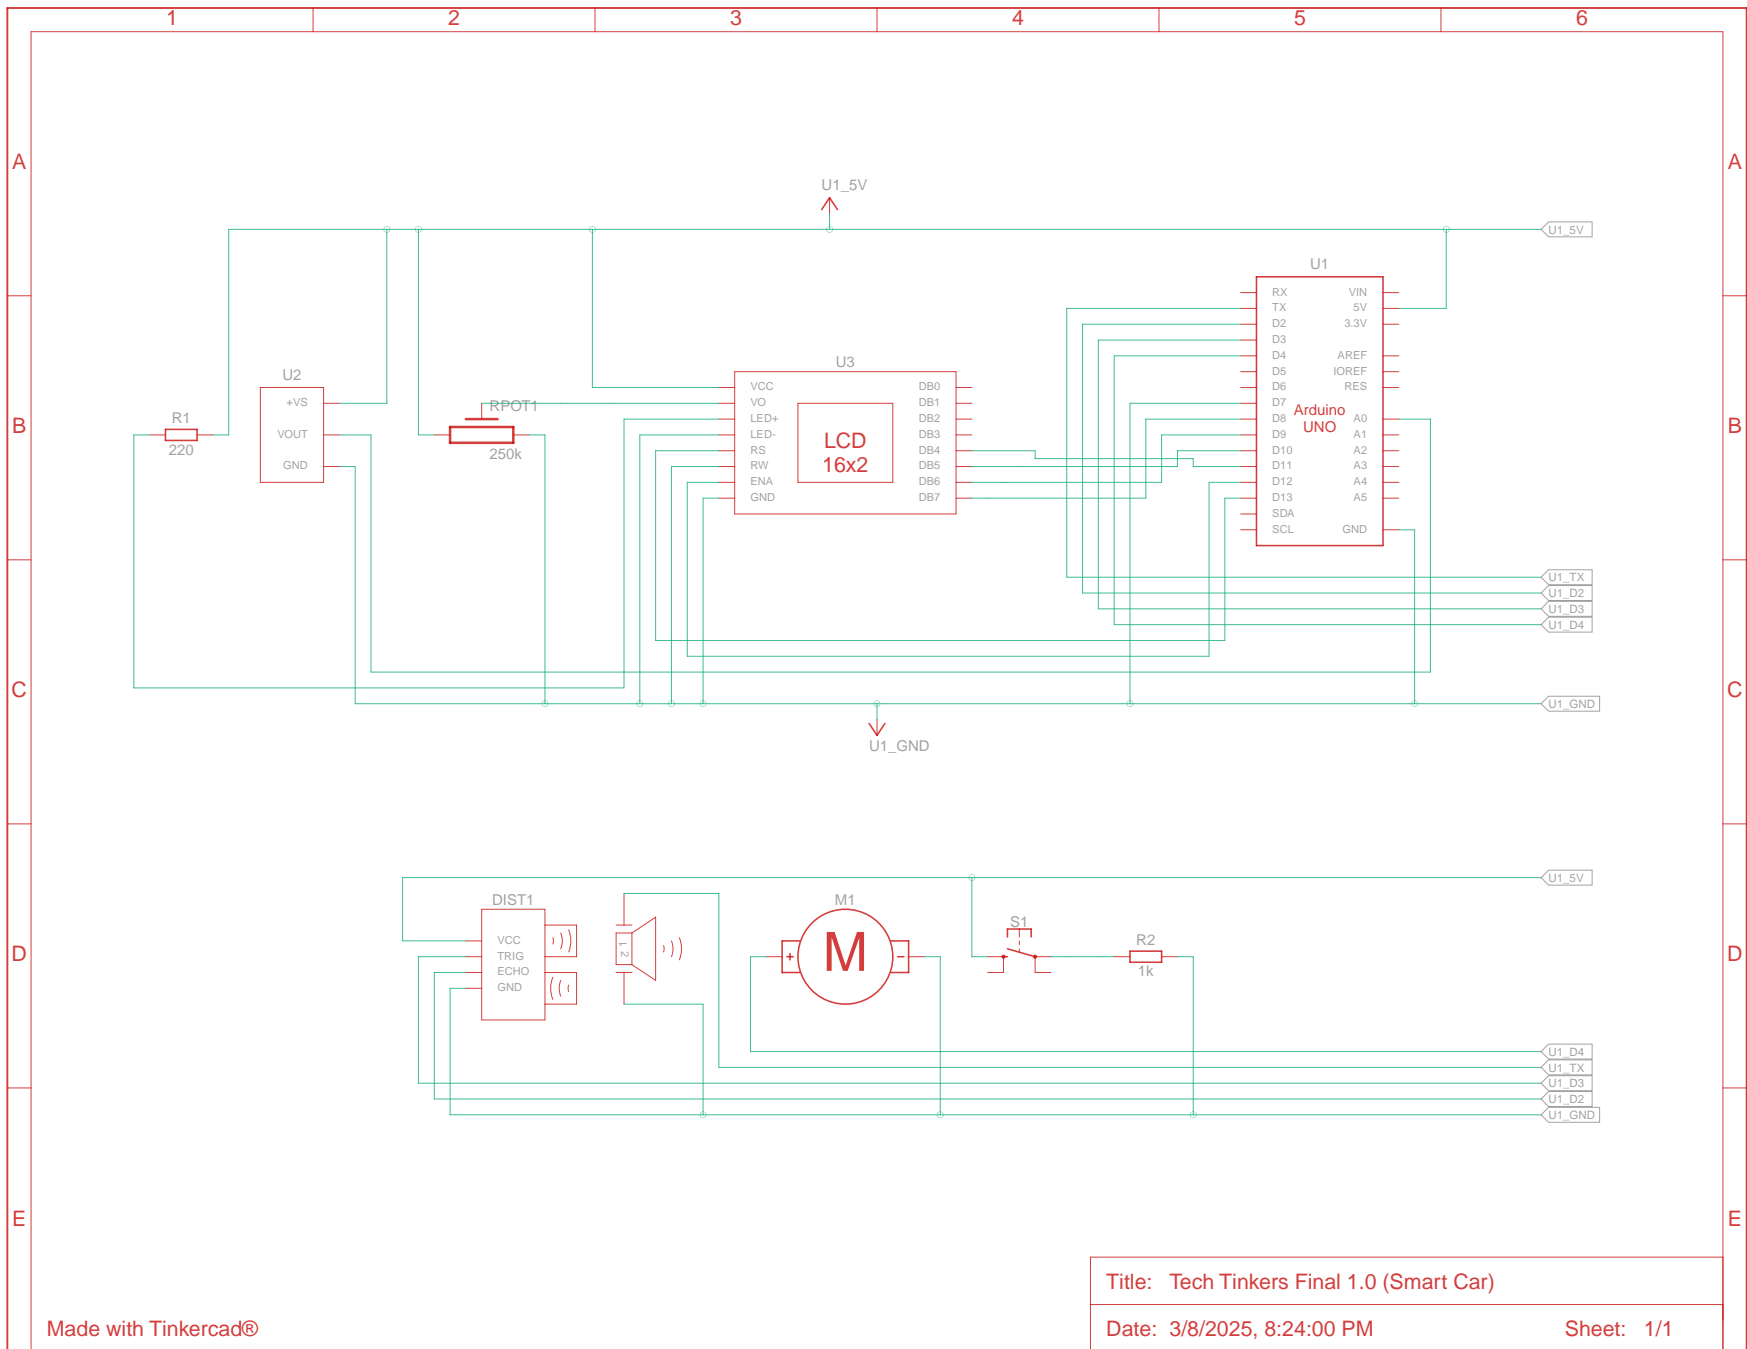 1 2 3 4 5 6
A A
U1_5V
U1_5V
U1
RX VIN
TX 5V
D2 3.3V
D3
D4 AREF
D5 IOREF
D6 RES
D7
D8 A0
D9 A1
D10 A2
D11 A3
D12 A4
D13 A5
SDA
SCL GND
Arduino
UNO
B B
R1
220
U2
+VS
VOUT
GND
RPOT1
250k
U3
VCC DB0
VO DB1
LED+ DB2
LED- DB3
RS DB4
RW DB5
ENA DB6
GND DB7
LCD
16x2
U1_TX
U1_D2
U1_D3
U1_D4
C C
U1_GND
U1_GND
U1_5V
D D
DIST1
VCC
TRIG
ECHO
GND
1 2
M1
+ M -
S1
R2
1k
U1_D4
U1_TX
U1_D3
U1_D2
U1_GND
E E
Title: Tech Tinkers Final 1.0 (Smart Car)
Made with Tinkercad®
Date: 3/8/2025, 8:24:00 PM Sheet: 1/1